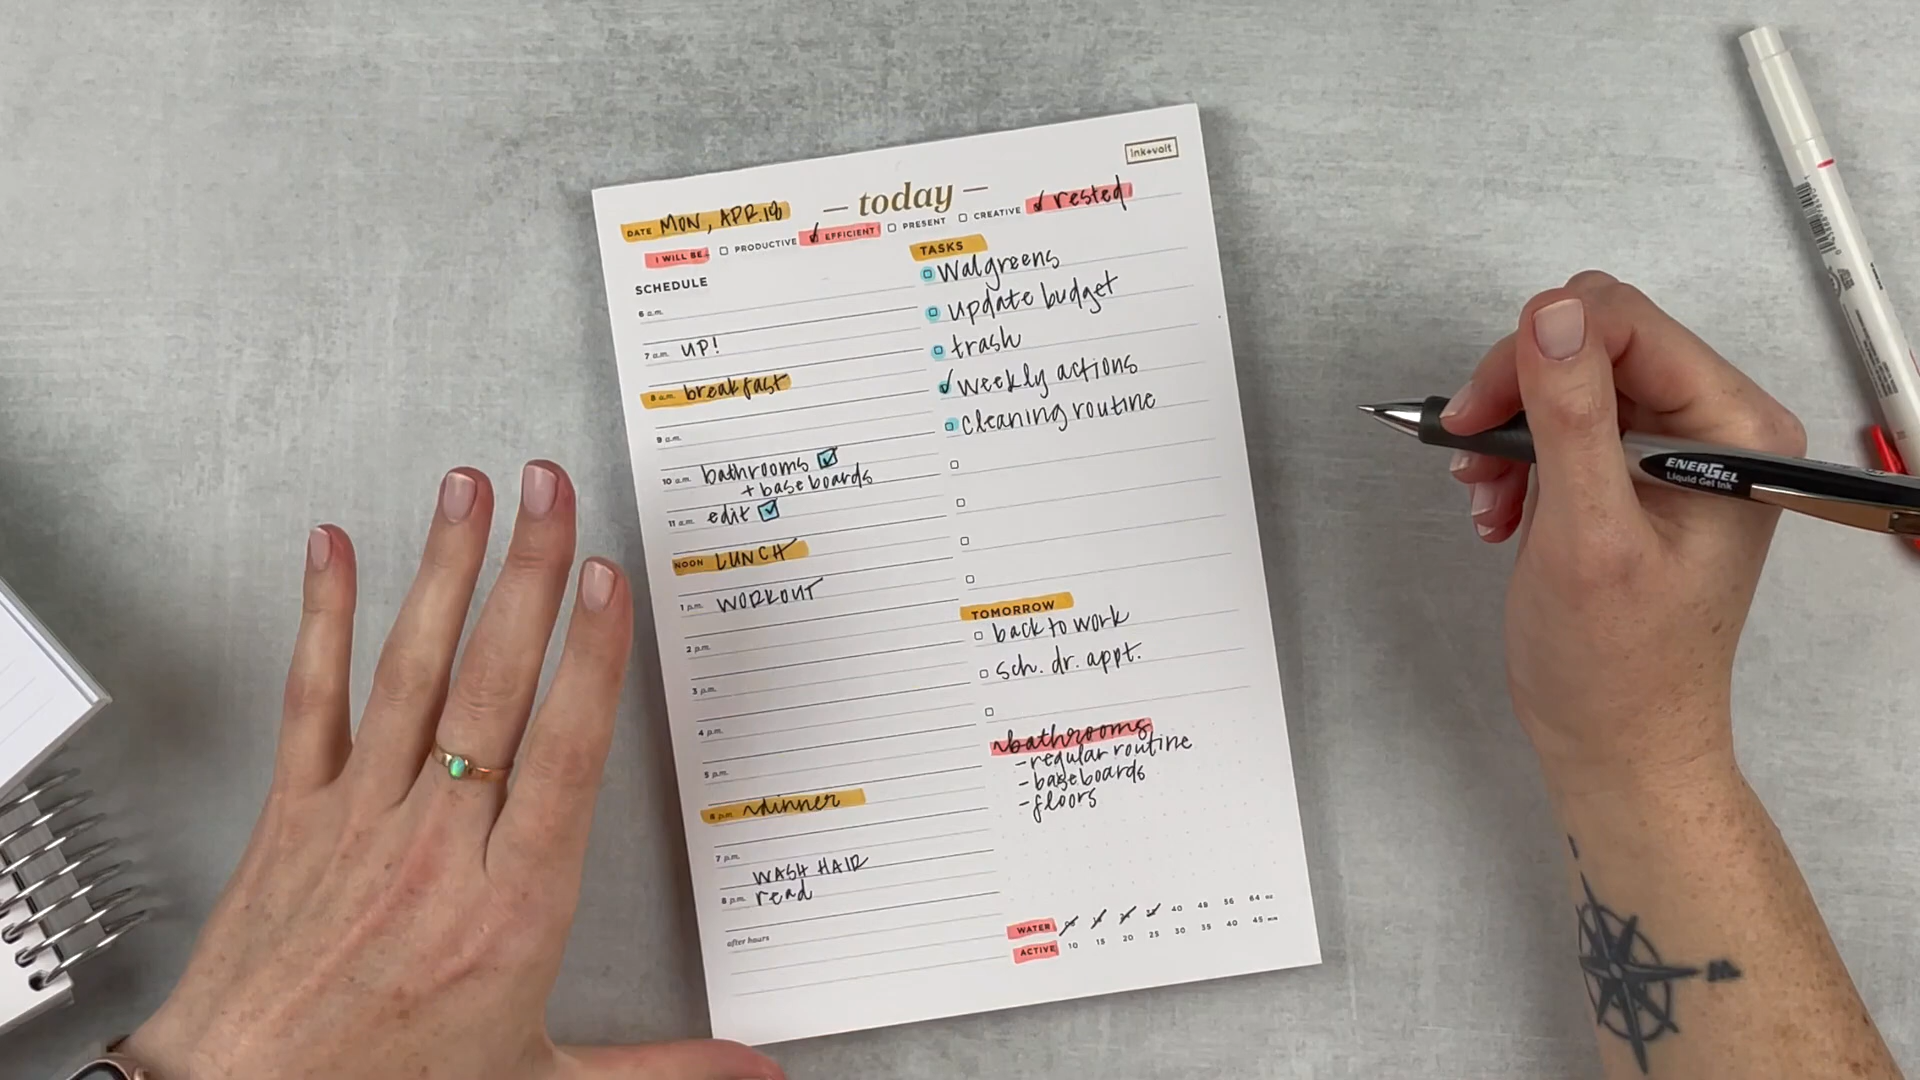 ink+volt
— today —
DATE MON, APR. 18
I WILL BE... PRODUCTIVE EFFICIENT PRESENT CREATIVE rested
SCHEDULE
6 a.m.
7 a.m. UP!
8 a.m. breakfast
9 a.m.
10 a.m. bathrooms
+ baseboards
11 a.m. edit
NOON LUNCH
1 p.m. WORKOUT
2 p.m.
3 p.m.
4 p.m.
5 p.m.
6 p.m. dinner
7 p.m.
WASH HAIR
8 p.m. read
after hours
TASKS
Walgreens
update budget
trash
weekly actions
cleaning routine
TOMORROW
back to work
sch. dr. appt.
bathrooms
- regular routine
- baseboards
- floors
WATER 40 48 56 64 oz
ACTIVE 10 15 20 25 30 35 40 45 min
ENERGEL
Liquid Gel Ink